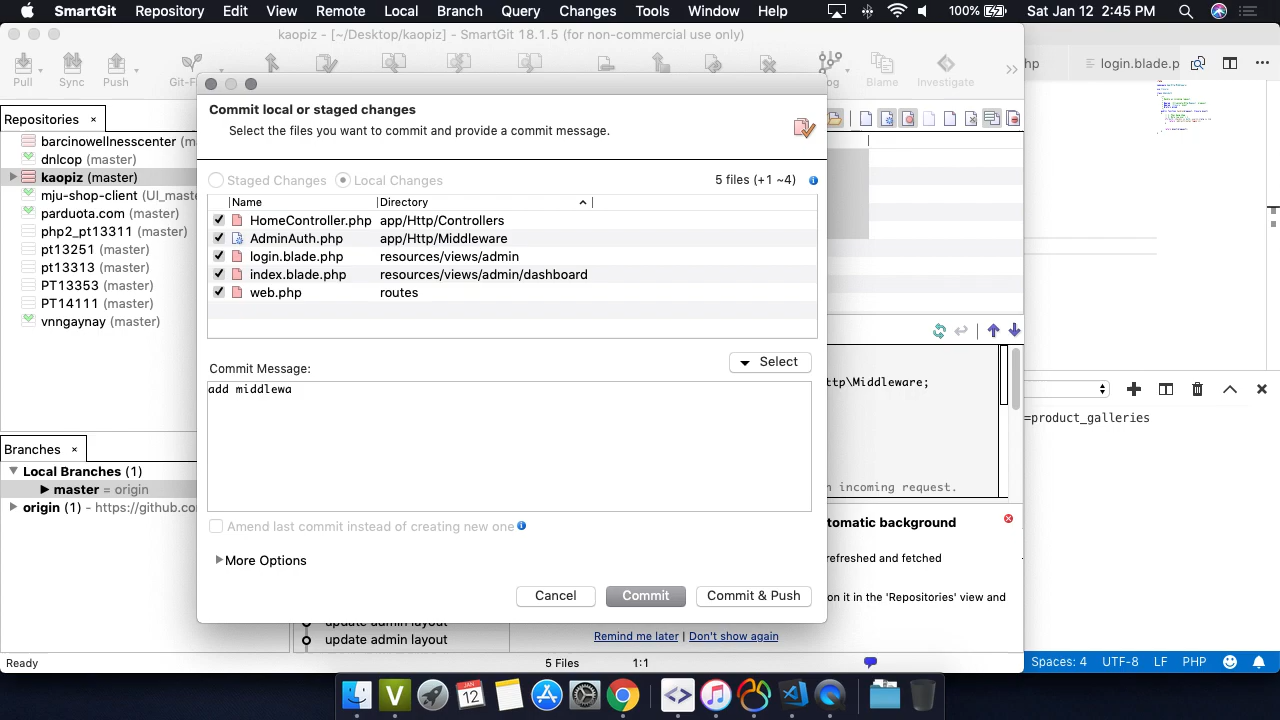 SmartGit Repository Edit View Remote Local Branch Query Changes Tools Window Help 100% Sat Jan 12 2:45 PM
kaopiz - [~/Desktop/kaopiz] - SmartGit 18.1.5 (for non-commercial use only)
Pull Sync Push Git-F og Blame Investigate
hp login.blade.p
Repositories ×
barcinowellnesscenter (m
dnlcop (master)
kaopiz (master)
mju-shop-client (UI_maste
parduota.com (master)
php2_pt13311 (master)
pt13251 (master)
pt13313 (master)
PT13353 (master)
PT14111 (master)
vnngaynay (master)
Branches ×
Local Branches (1)
master = origin
origin (1) - https://github.co
Commit local or staged changes
Select the files you want to commit and provide a commit message.
Staged Changes Local Changes 5 files (+1 ~4)
Name Directory
HomeController.php app/Http/Controllers
AdminAuth.php app/Http/Middleware
login.blade.php resources/views/admin
index.blade.php resources/views/admin/dashboard
web.php routes
Select
Commit Message:
add middlewa
Amend last commit instead of creating new one
More Options
Cancel Commit Commit & Push
ttp\Middleware;
n incoming request.
=product_galleries
tomatic background
refreshed and fetched
on it in the 'Repositories' view and
Remind me later | Don't show again
update admin layout
update admin layout
Ready 5 Files 1:1
Spaces: 4 UTF-8 LF PHP
JAN
12